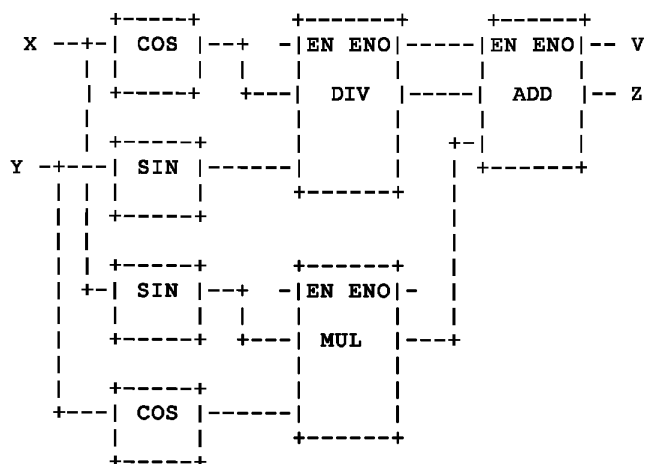 X COS EN ENO EN ENO V
DIV ADD Z
Y SIN
SIN EN ENO
MUL
COS